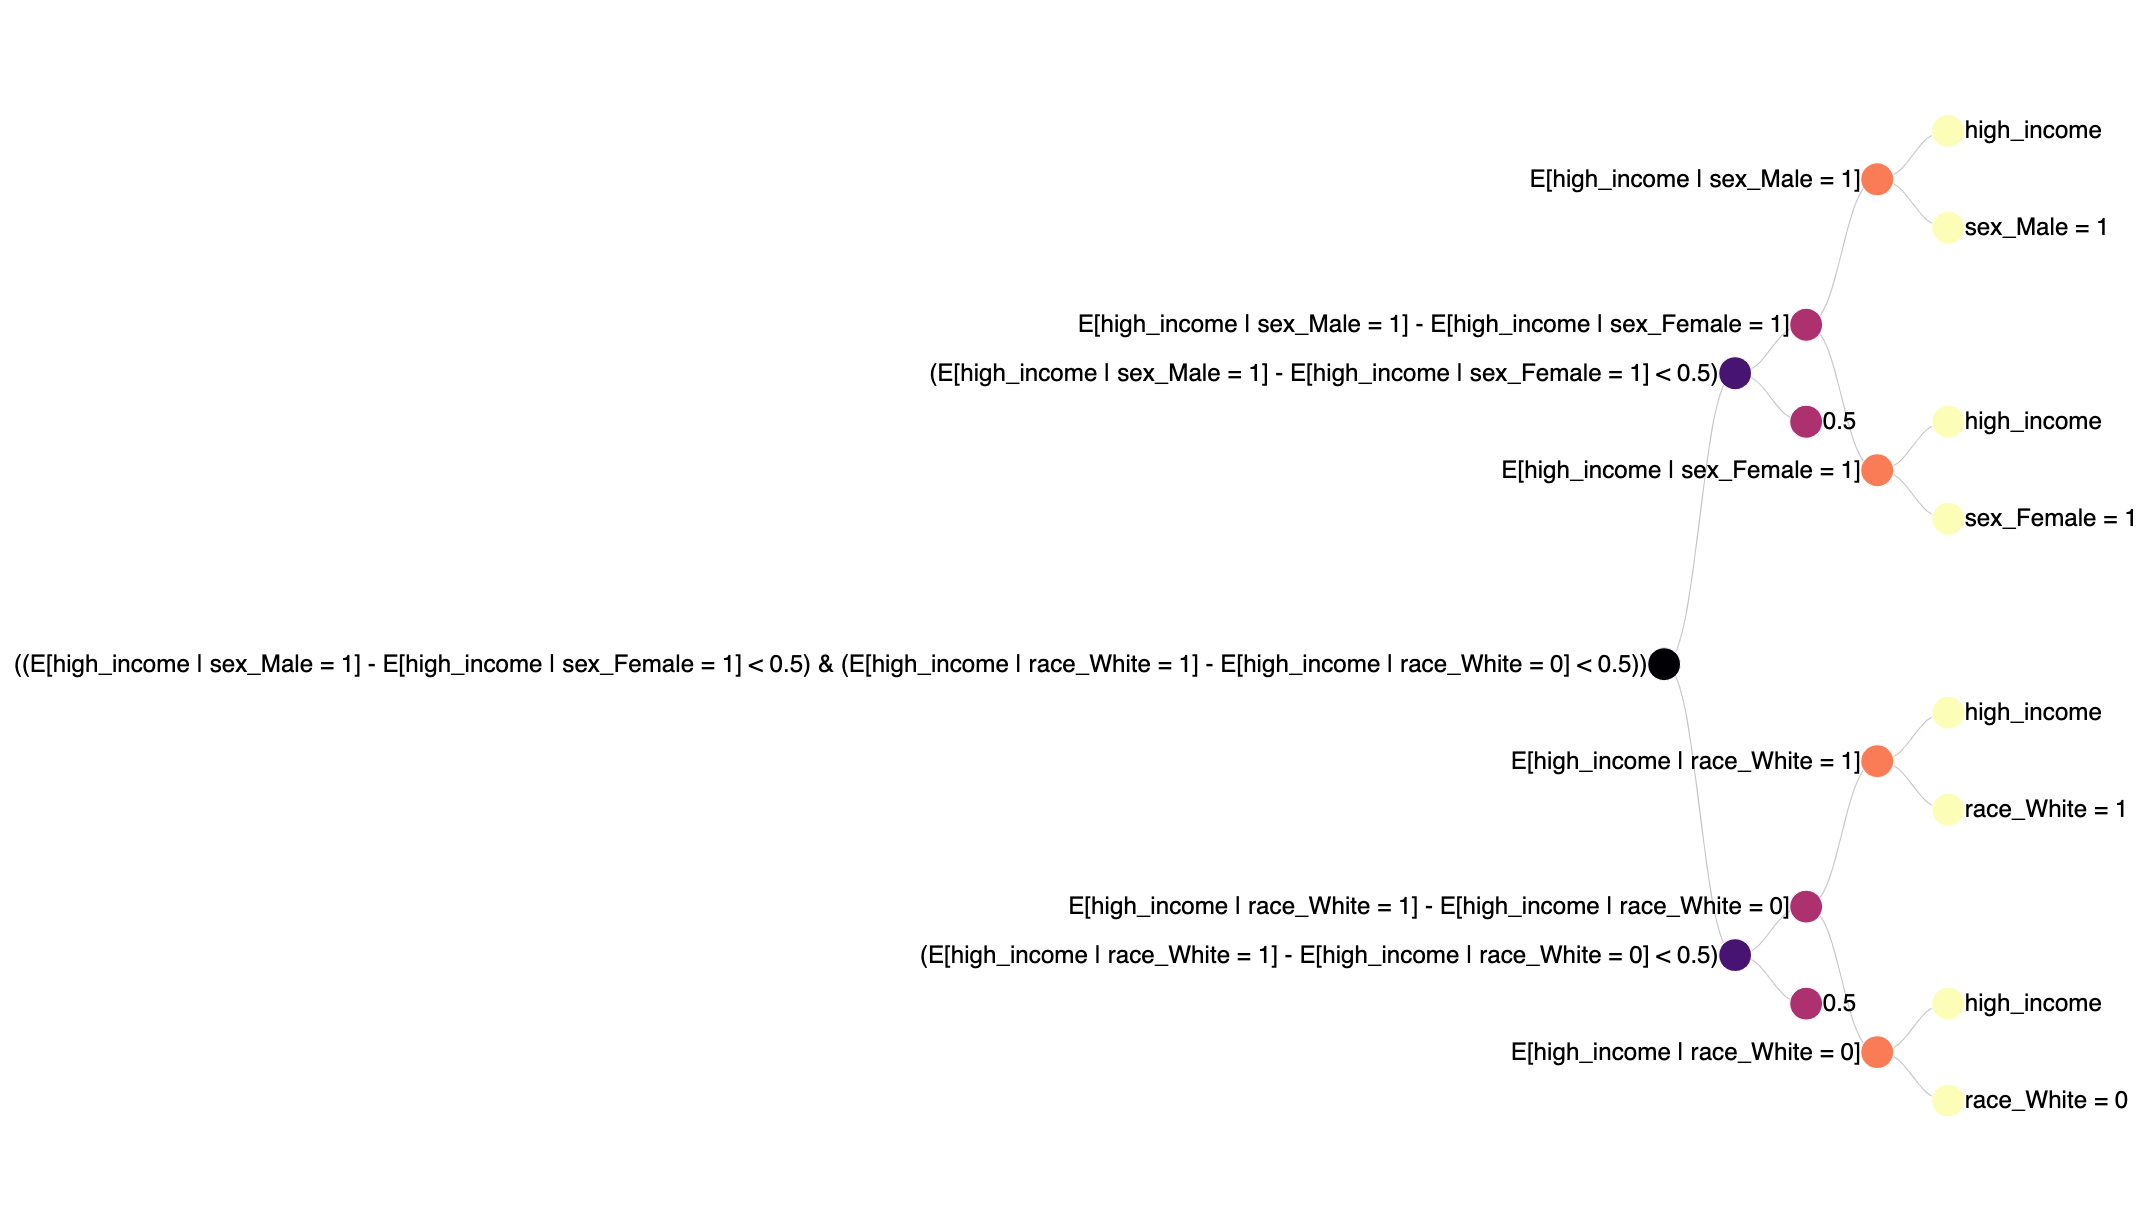 high_income
E[high_income | sex_Male = 1]
sex_Male = 1
E[high_income | sex_Male = 1] - E[high_income | sex_Female = 1]
(E[high_income | sex_Male = 1] - E[high_income | sex_Female = 1] < 0.5)
0.5
high_income
E[high_income | sex_Female = 1]
sex_Female = 1
((E[high_income | sex_Male = 1] - E[high_income | sex_Female = 1] < 0.5) & (E[high_income | race_White = 1] - E[high_income | race_White = 0] < 0.5))
high_income
E[high_income | race_White = 1]
race_White = 1
E[high_income | race_White = 1] - E[high_income | race_White = 0]
(E[high_income | race_White = 1] - E[high_income | race_White = 0] < 0.5)
0.5
high_income
E[high_income | race_White = 0]
race_White = 0